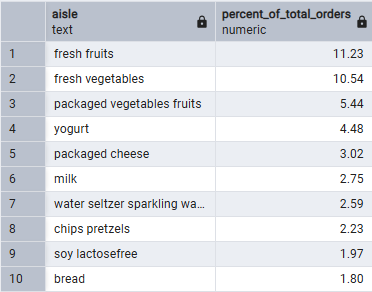 aisle percent_of_total_orders
text numeric
1 fresh fruits 11.23
2 fresh vegetables 10.54
3 packaged vegetables fruits 5.44
4 yogurt 4.48
5 packaged cheese 3.02
6 milk 2.75
7 water seltzer sparkling wa... 2.59
8 chips pretzels 2.23
9 soy lactosefree 1.97
10 bread 1.80